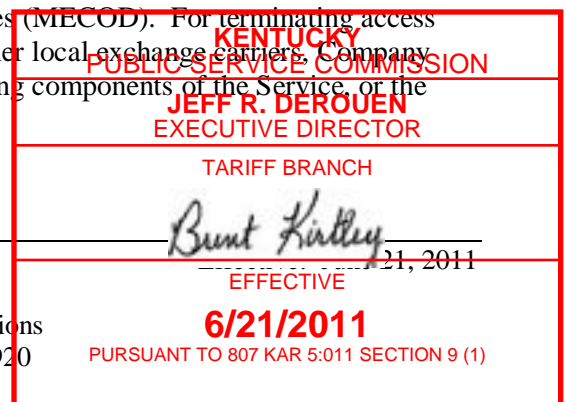 es (MECOD). For terminating access
er local exchange carriers, Company
ng components of the Service, or the
KENTUCKY
PUBLIC SERVICE COMMISSION
JEFF R. DEROUEN
EXECUTIVE DIRECTOR
TARIFF BRANCH
Bunt Kirtley
21, 2011
EFFECTIVE
ions
6/21/2011
920
PURSUANT TO 807 KAR 5:011 SECTION 9 (1)